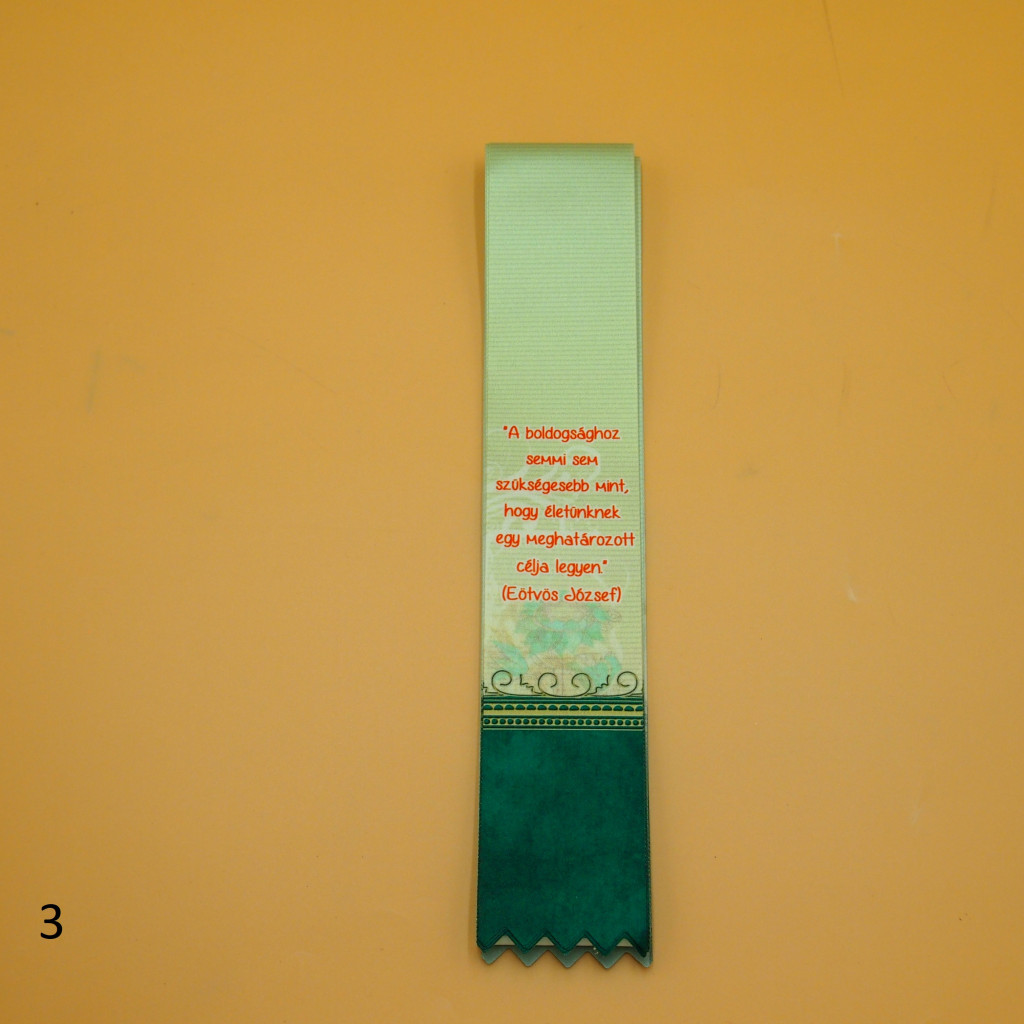 "A boldogsághoz
semmi sem
szükségesebb mint,
hogy életünknek
egy meghatározott
célja legyen."
(Eötvös József)
3